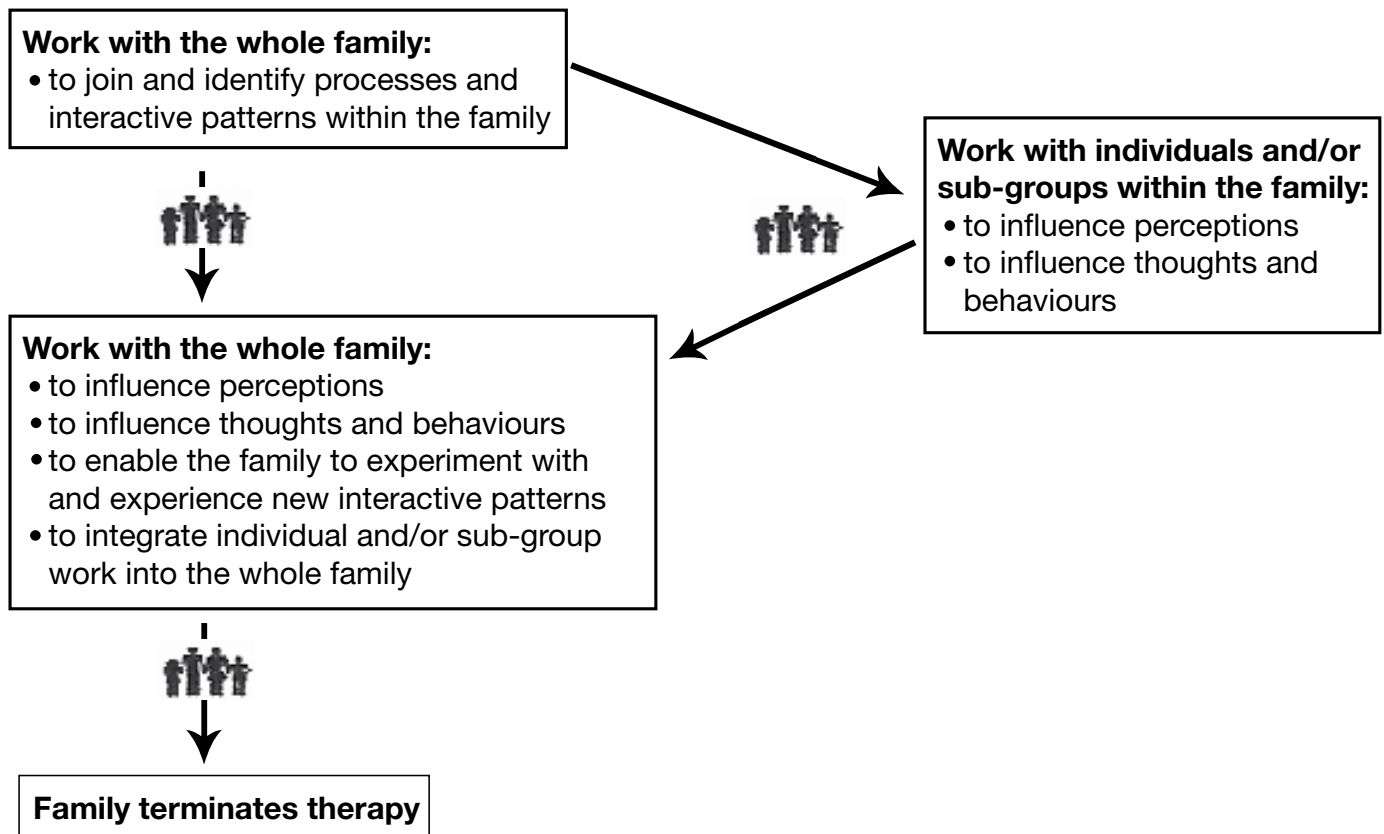 Work with the whole family:
• to join and identify processes and
interactive patterns within the family
Work with individuals and/or
sub-groups within the family:
• to influence perceptions
• to influence thoughts and
behaviours
Work with the whole family:
• to influence perceptions
• to influence thoughts and behaviours
• to enable the family to experiment with
and experience new interactive patterns
• to integrate individual and/or sub-group
work into the whole family
Family terminates therapy